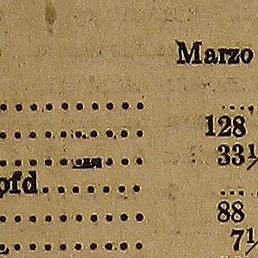 Marzo
. . . . . . . . . . .  . . . .
. . . . . . . . . . .  128
. . . . . . . . . . .  33½
pfd. . . . . . . .  . . .
. . . . . . . . . . .  88
. . . . . . . . . .  7½